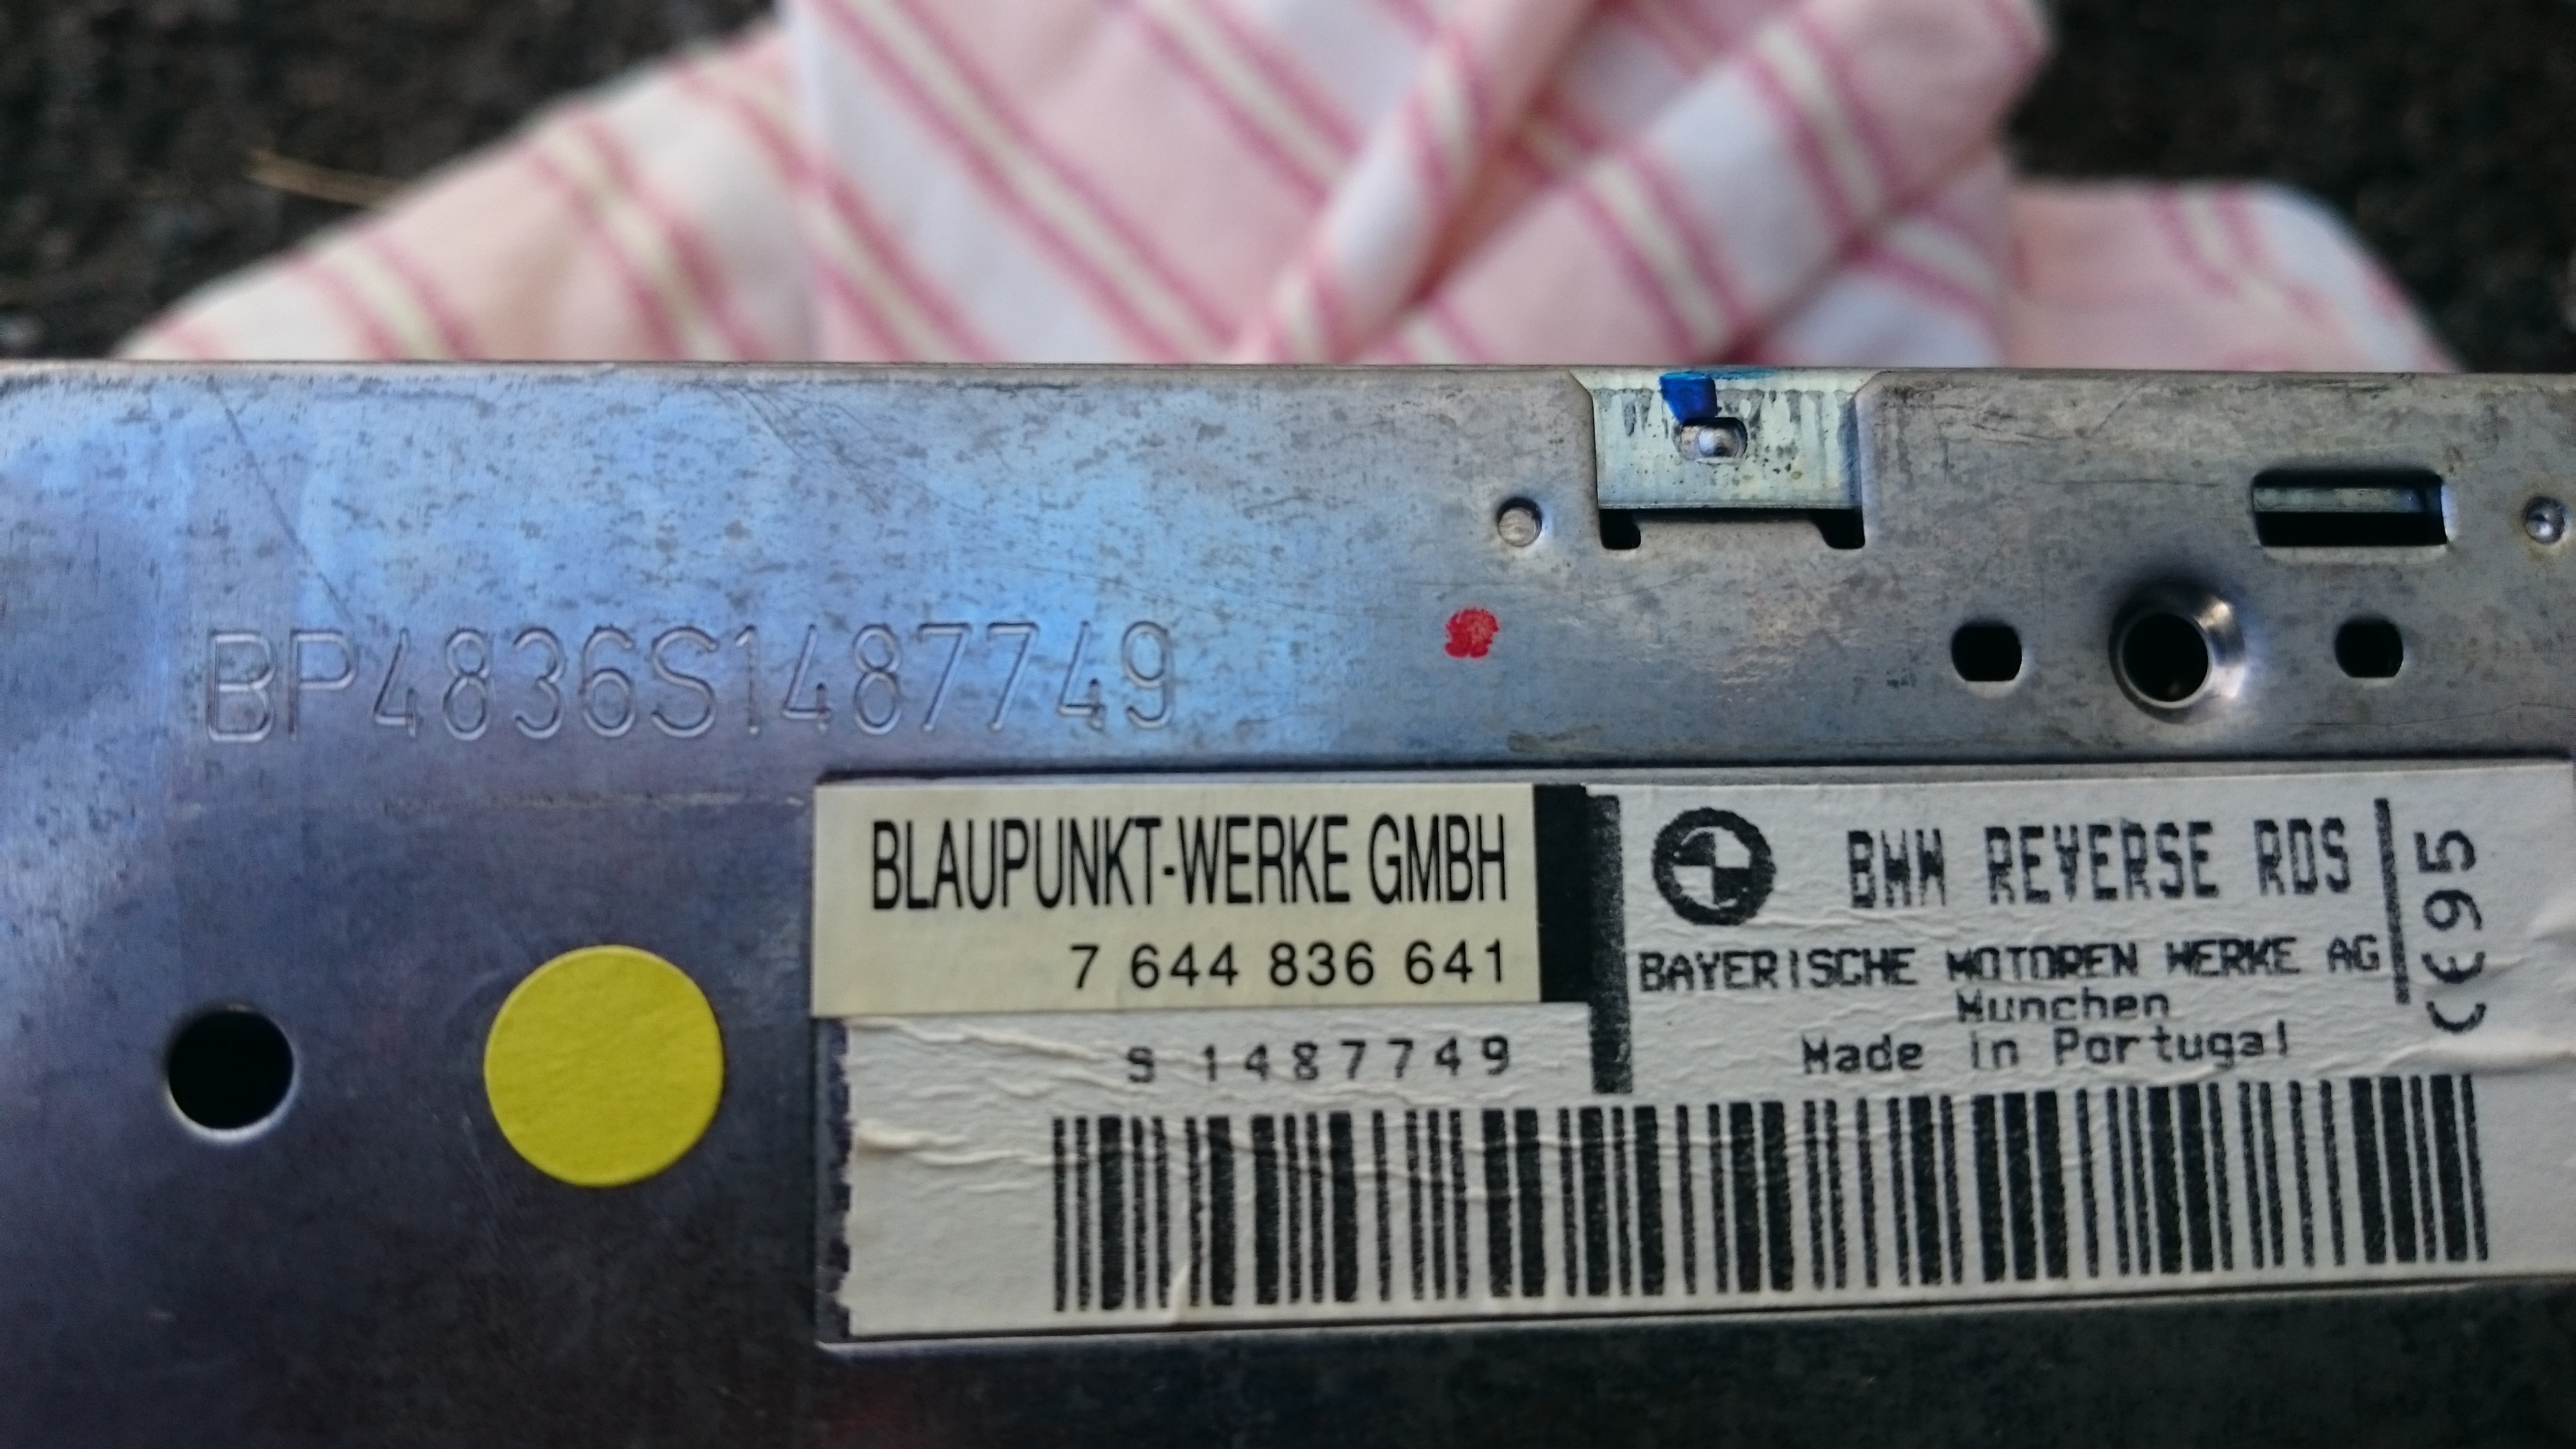 BP4836S1487749
BLAUPUNKT-WERKE GMBH
7 644 836 641
S 1487749
BMW REVERSE RDS
BAYERISCHE MOTOREN WERKE AG
Munchen
Made in Portugal
CE95